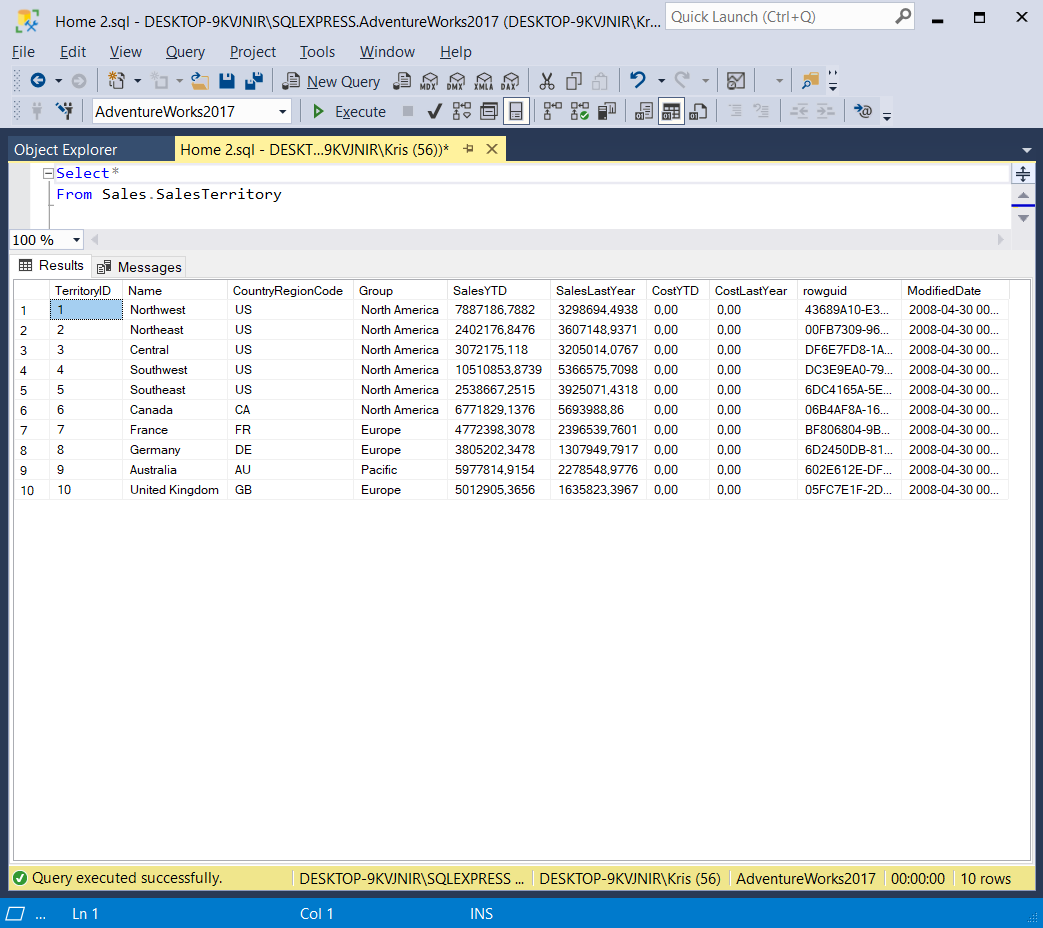 Home 2.sql - DESKTOP-9KVJNIR\SQLEXPRESS.AdventureWorks2017 (DESKTOP-9KVJNIR\Kr... Quick Launch (Ctrl+Q)
File Edit View Query Project Tools Window Help
New Query MDX DMX XMLA DAX
AdventureWorks2017 Execute
Object Explorer Home 2.sql - DESKT...9KVJNIR\Kris (56))*
Select*
From Sales.SalesTerritory
100 %
Results Messages
TerritoryID Name CountryRegionCode Group SalesYTD SalesLastYear CostYTD CostLastYear rowguid ModifiedDate
1 1 Northwest US North America 7887186,7882 3298694,4938 0,00 0,00 43689A10-E3... 2008-04-30 00...
2 2 Northeast US North America 2402176,8476 3607148,9371 0,00 0,00 00FB7309-96... 2008-04-30 00...
3 3 Central US North America 3072175,118 3205014,0767 0,00 0,00 DF6E7FD8-1A... 2008-04-30 00...
4 4 Southwest US North America 10510853,8739 5366575,7098 0,00 0,00 DC3E9EA0-79... 2008-04-30 00...
5 5 Southeast US North America 2538667,2515 3925071,4318 0,00 0,00 6DC4165A-5E... 2008-04-30 00...
6 6 Canada CA North America 6771829,1376 5693988,86 0,00 0,00 06B4AF8A-16... 2008-04-30 00...
7 7 France FR Europe 4772398,3078 2396539,7601 0,00 0,00 BF806804-9B... 2008-04-30 00...
8 8 Germany DE Europe 3805202,3478 1307949,7917 0,00 0,00 6D2450DB-81... 2008-04-30 00...
9 9 Australia AU Pacific 5977814,9154 2278548,9776 0,00 0,00 602E612E-DF... 2008-04-30 00...
10 10 United Kingdom GB Europe 5012905,3656 1635823,3967 0,00 0,00 05FC7E1F-2D... 2008-04-30 00...
Query executed successfully. DESKTOP-9KVJNIR\SQLEXPRESS ... DESKTOP-9KVJNIR\Kris (56) AdventureWorks2017 00:00:00 10 rows
... Ln 1 Col 1 INS